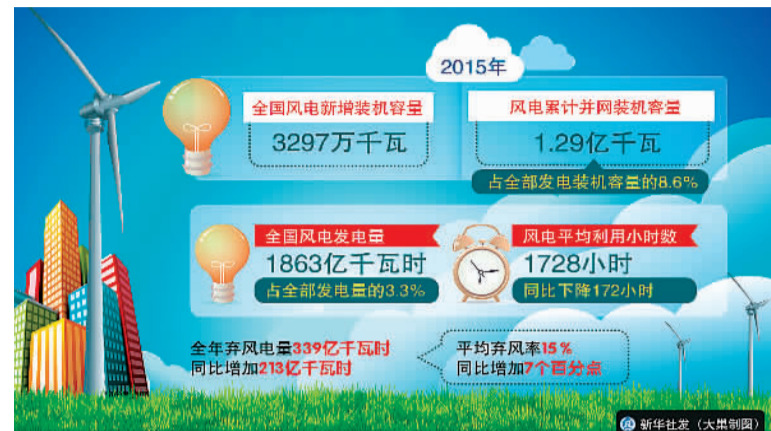 2015年
全国风电新增装机容量
3297万千瓦
风电累计并网装机容量
1.29亿千瓦
占全部发电装机容量的8.6%
全国风电发电量
1863亿千瓦时
占全部发电量的3.3%
风电平均利用小时数
1728小时
同比下降172小时
全年弃风电量339亿千瓦时
同比增加213亿千瓦时
平均弃风率15%
同比增加7个百分点
新华社发（大巢制图）